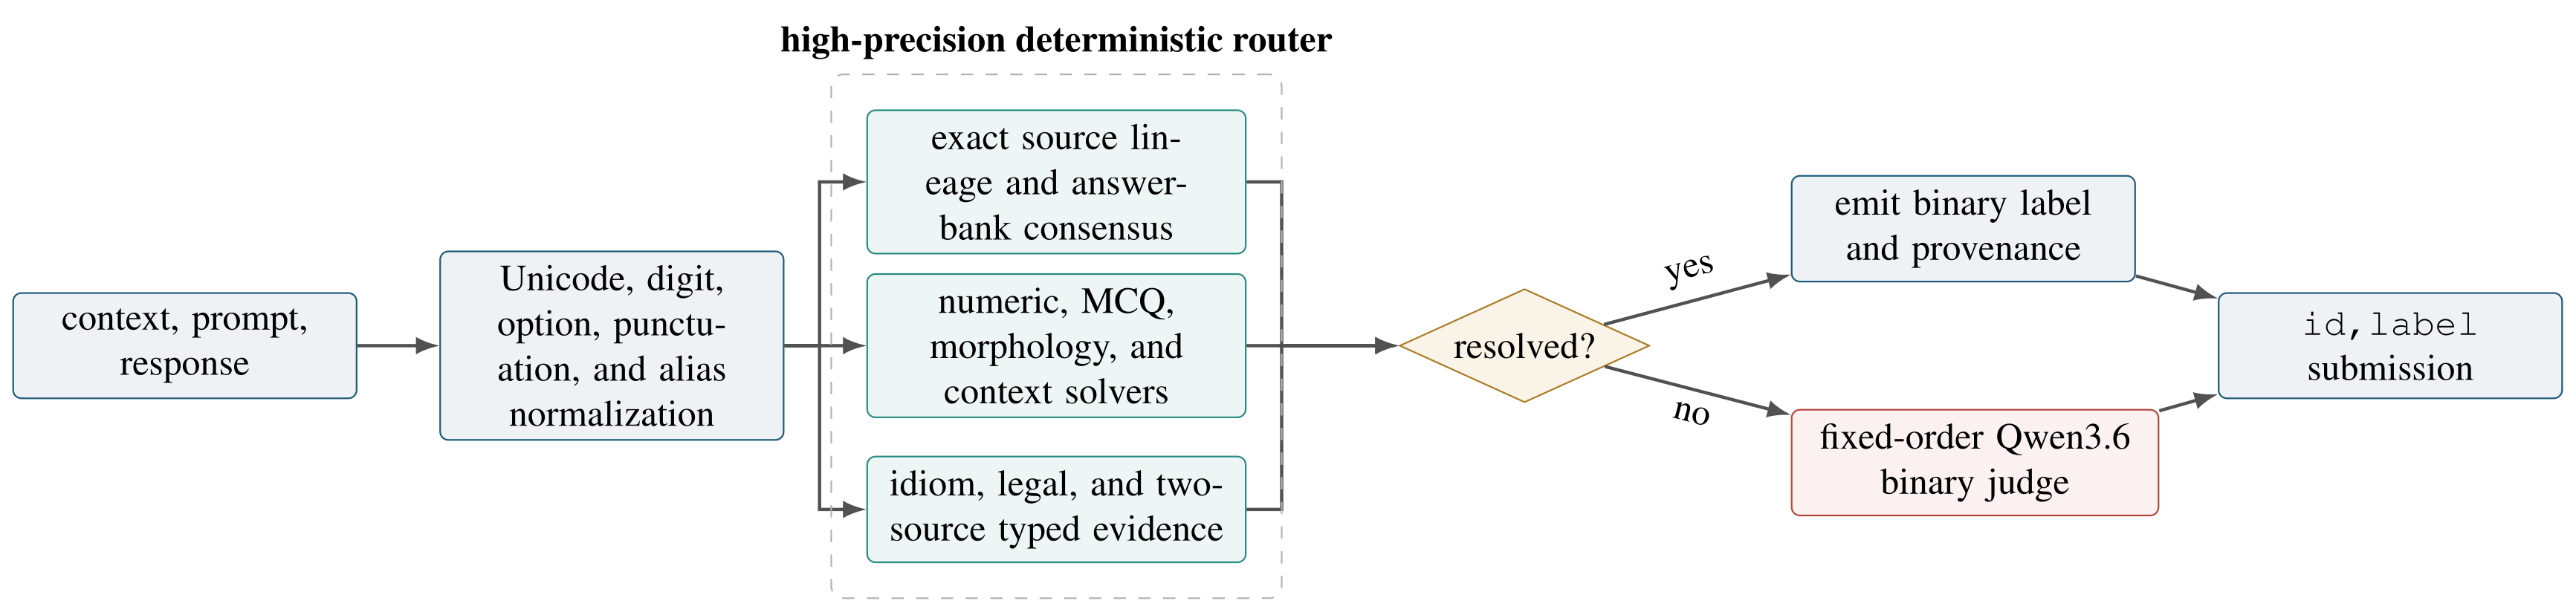 high-precision deterministic router
context, prompt,
response
Unicode, digit,
option, punctu-
ation, and alias
normalization
exact source lin-
eage and answer-
bank consensus
numeric, MCQ,
morphology, and
context solvers
idiom, legal, and two-
source typed evidence
resolved?
yes
no
emit binary label
and provenance
fixed-order Qwen3.6
binary judge
id,label
submission